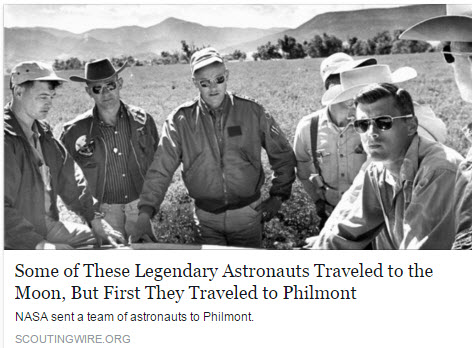 Some of These Legendary Astronauts Traveled to the
Moon, But First They Traveled to Philmont
NASA sent a team of astronauts to Philmont.
SCOUTINGWIRE.ORG